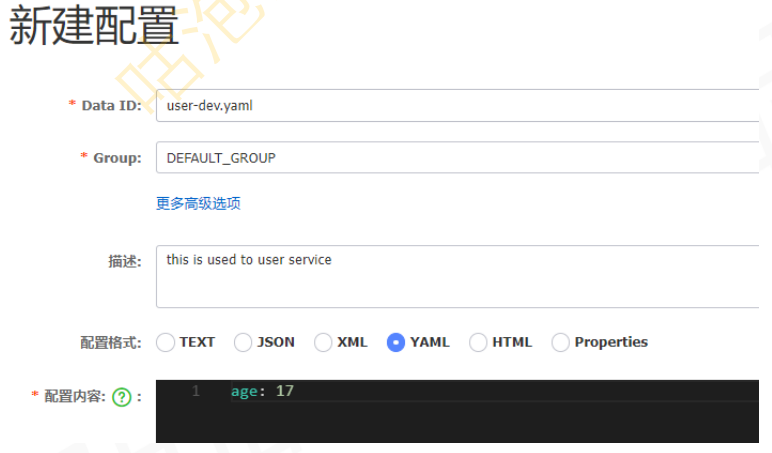 新建配置
咕泡
* Data ID: user-dev.yaml
* Group: DEFAULT_GROUP
更多高级选项
描述: this is used to user service
配置格式: TEXT JSON XML YAML HTML Properties
* 配置内容: ? : 1 age: 17